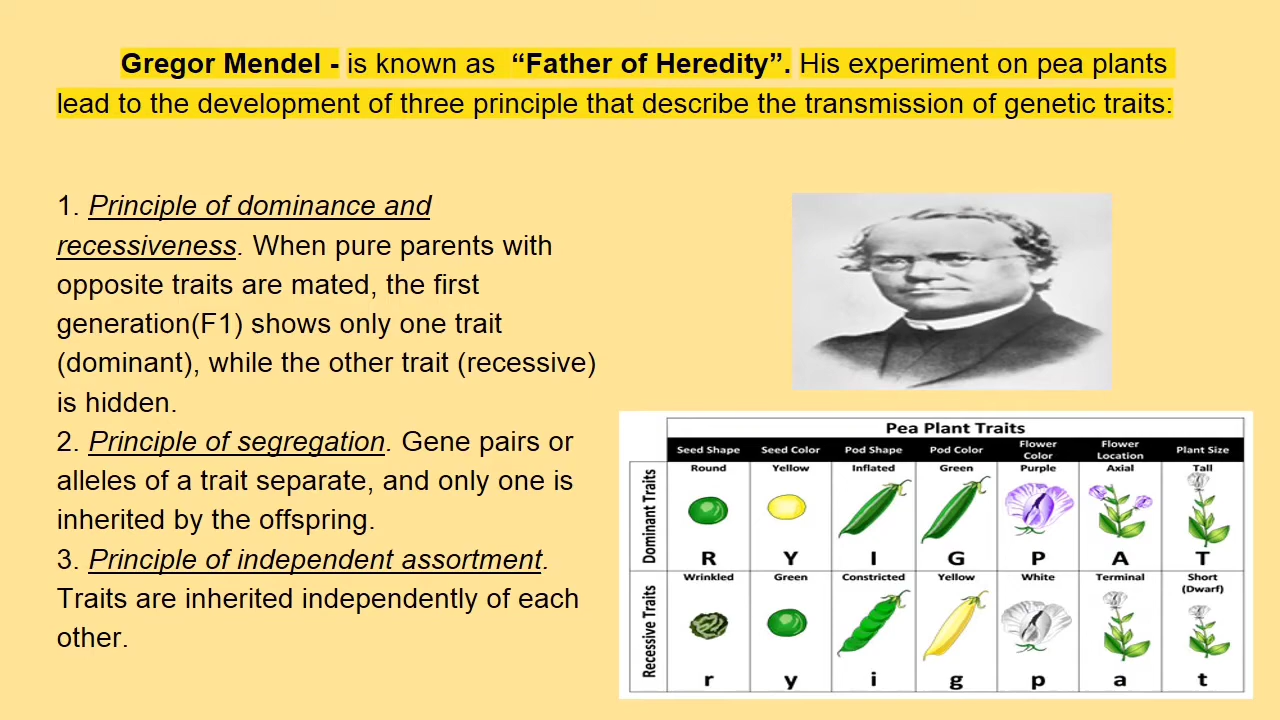 Gregor Mendel - is known as “Father of Heredity”. His experiment on pea plants
lead to the development of three principle that describe the transmission of genetic traits:
1. Principle of dominance and
recessiveness. When pure parents with
opposite traits are mated, the first
generation(F1) shows only one trait
(dominant), while the other trait (recessive)
is hidden.
2. Principle of segregation. Gene pairs or
alleles of a trait separate, and only one is
inherited by the offspring.
3. Principle of independent assortment.
Traits are inherited independently of each
other.
Pea Plant Traits
Seed Shape Seed Color Pod Shape Pod Color Flower Color Flower Location Plant Size
Dominant Traits
Round Yellow Inflated Green Purple Axial Tall
R Y I G P A T
Recessive Traits
Wrinkled Green Constricted Yellow White Terminal Short (Dwarf)
r y i g p a t